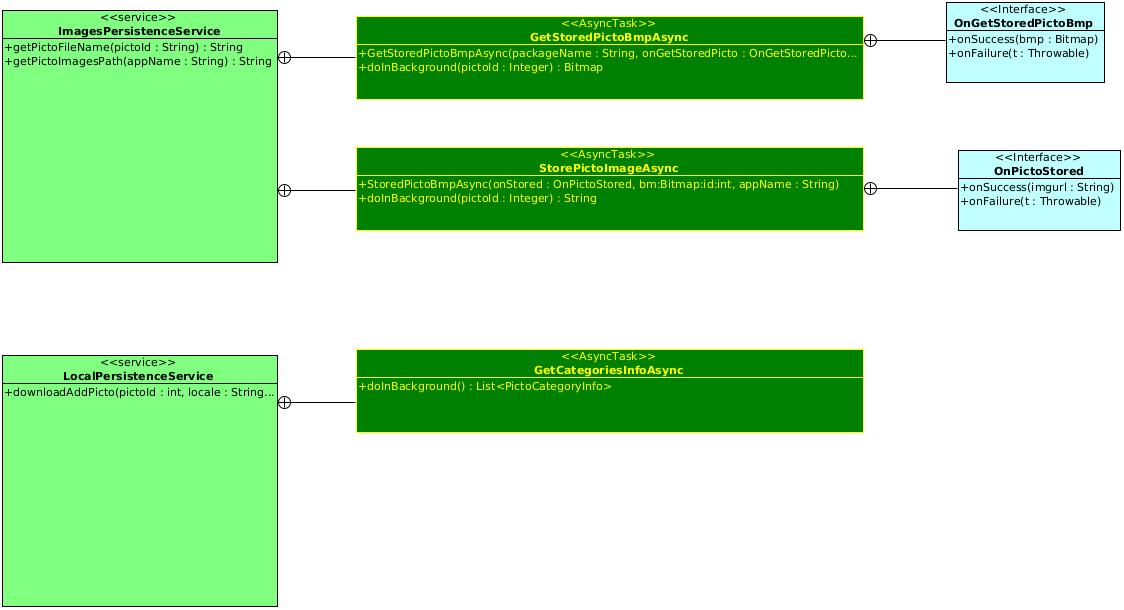 <<service>>
ImagesPersistenceService
+getPictoFileName(pictoId : String) : String
+getPictoImagesPath(appName : String) : String
<<AsyncTask>>
GetStoredPictoBmpAsync
+GetStoredPictoBmpAsync(packageName : String, onGetStoredPicto : OnGetStoredPicto...
+doInBackground(pictoId : Integer) : Bitmap
<<Interface>>
OnGetStoredPictoBmp
+onSuccess(bmp : Bitmap)
+onFailure(t : Throwable)
<<AsyncTask>>
StorePictoImageAsync
+StoredPictoBmpAsync(onStored : OnPictoStored, bm:Bitmap:id:int, appName : String)
+doInBackground(pictoId : Integer) : String
<<Interface>>
OnPictoStored
+onSuccess(imgurl : String)
+onFailure(t : Throwable)
<<service>>
LocalPersistenceService
+downloadAddPicto(pictoId : int, locale : String...
<<AsyncTask>>
GetCategoriesInfoAsync
+doInBackground() : List<PictoCategoryInfo>